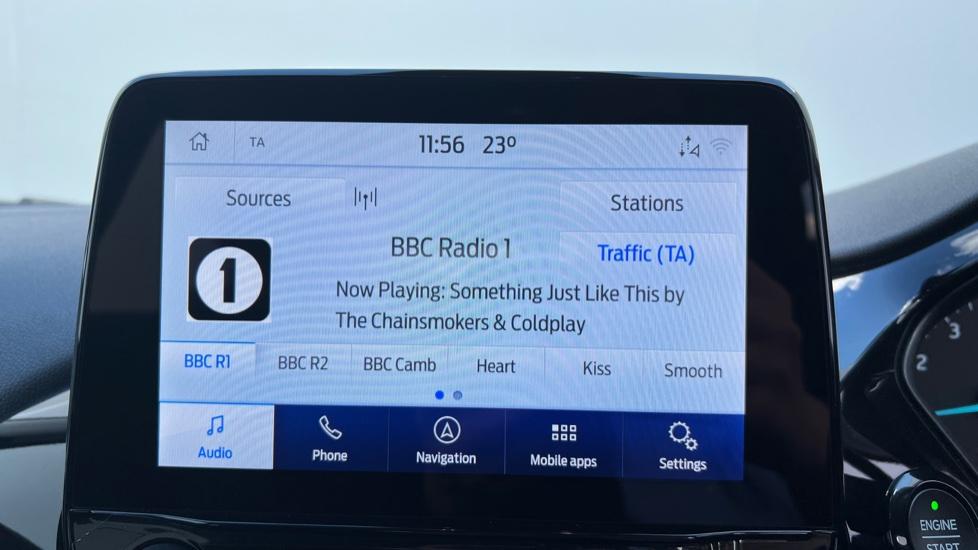 TA
11:56 23º
Sources
Stations
1
BBC Radio 1
Traffic (TA)
Now Playing: Something Just Like This by
The Chainsmokers & Coldplay
BBC R1 BBC R2 BBC Camb Heart Kiss Smooth
Audio Phone Navigation Mobile apps Settings
3
2
ENGINE
START